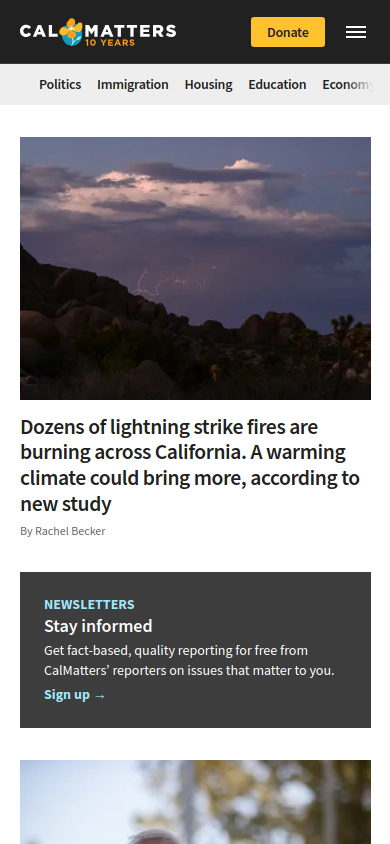 CALMATTERS
10 YEARS
Donate
Politics Immigration Housing Education Economy
Dozens of lightning strike fires are
burning across California. A warming
climate could bring more, according to
new study
By Rachel Becker
NEWSLETTERS
Stay informed
Get fact-based, quality reporting for free from
CalMatters’ reporters on issues that matter to you.
Sign up →